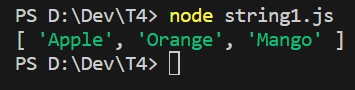 PS D:\Dev\T4> node string1.js
[ 'Apple', 'Orange', 'Mango' ]
PS D:\Dev\T4>